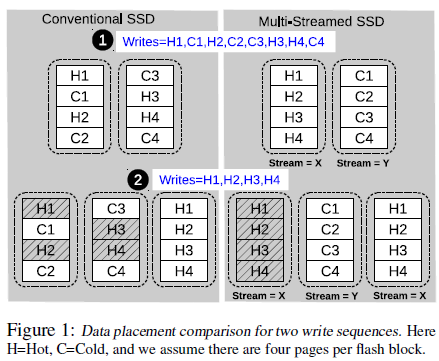 Conventional SSD
Multi-Streamed SSD
1 Writes=H1,C1,H2,C2,C3,H3,H4,C4
H1
C1
H2
C2
C3
H3
H4
C4
H1
H2
H3
H4
Stream = X
C1
C2
C3
C4
Stream = Y
2 Writes=H1,H2,H3,H4
H1
C1
H2
C2
C3
H3
H4
C4
H1
H2
H3
H4
H1
H2
H3
H4
Stream = X
C1
C2
C3
C4
Stream = Y
H1
H2
H3
H4
Stream = X
Figure 1: Data placement comparison for two write sequences. Here
H=Hot, C=Cold, and we assume there are four pages per flash block.